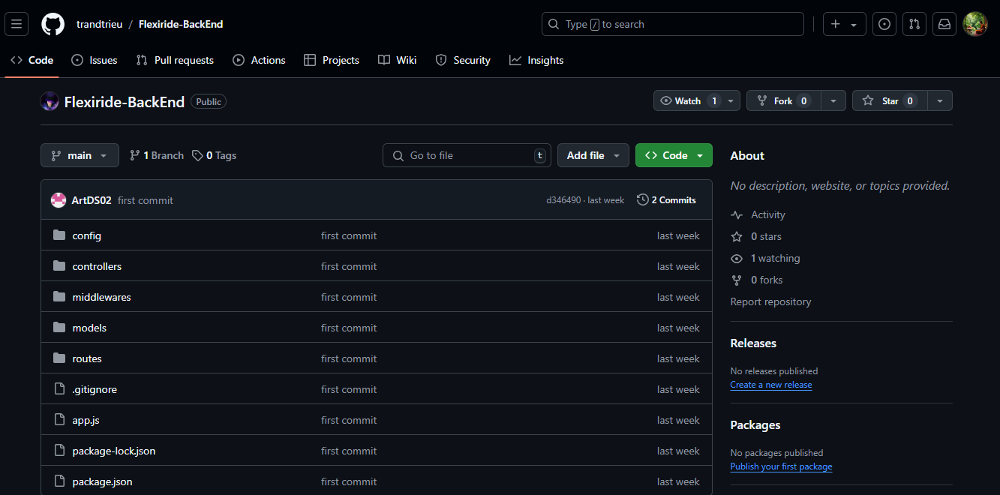 trandtrieu / Flexiride-BackEnd
Type / to search
Code Issues Pull requests Actions Projects Wiki Security Insights
Flexiride-BackEnd Public
Watch 1 Fork 0 Star 0
main 1 Branch 0 Tags
Go to file t
Add file
Code
ArtDS02 first commit d346490 · last week 2 Commits
config first commit last week
controllers first commit last week
middlewares first commit last week
models first commit last week
routes first commit last week
.gitignore first commit last week
app.js first commit last week
package-lock.json first commit last week
package.json first commit last week
About
No description, website, or topics provided.
Activity
0 stars
1 watching
0 forks
Report repository
Releases
No releases published
Create a new release
Packages
No packages published
Publish your first package